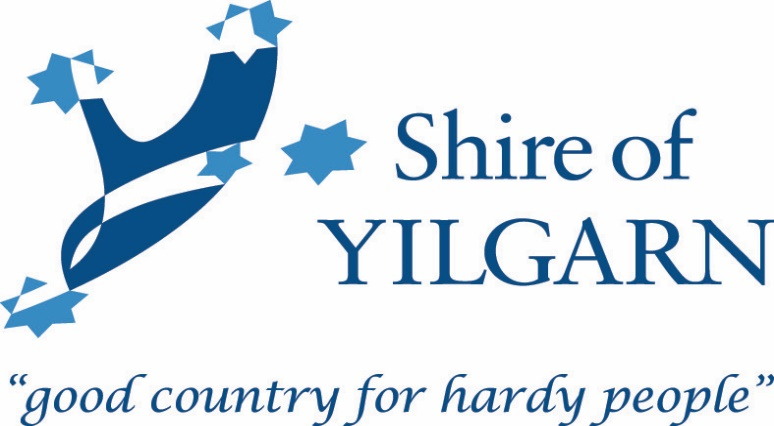 Shire of
YILGARN
“good country for hardy people”